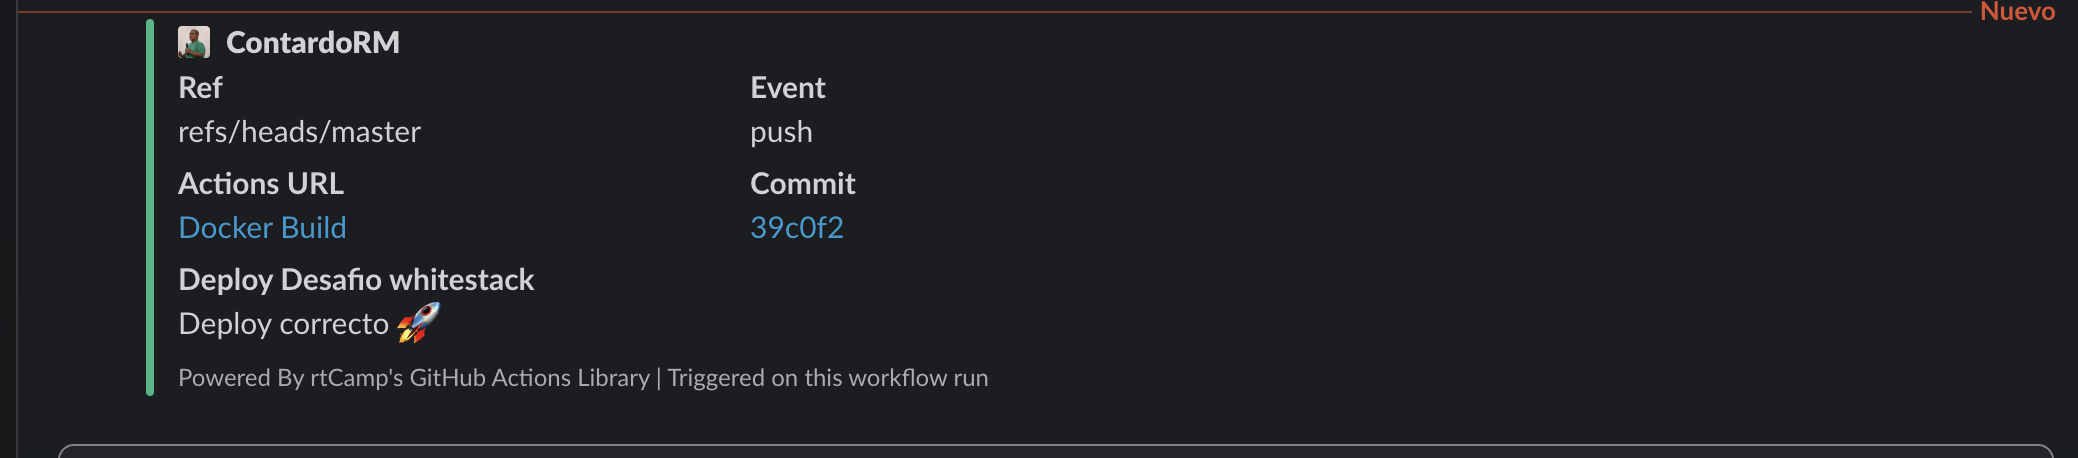 Nuevo
ContardoRM
Ref
Event
refs/heads/master
push
Actions URL
Commit
Docker Build
39c0f2
Deploy Desafio whitestack
Deploy correcto 🚀
Powered By rtCamp's GitHub Actions Library | Triggered on this workflow run